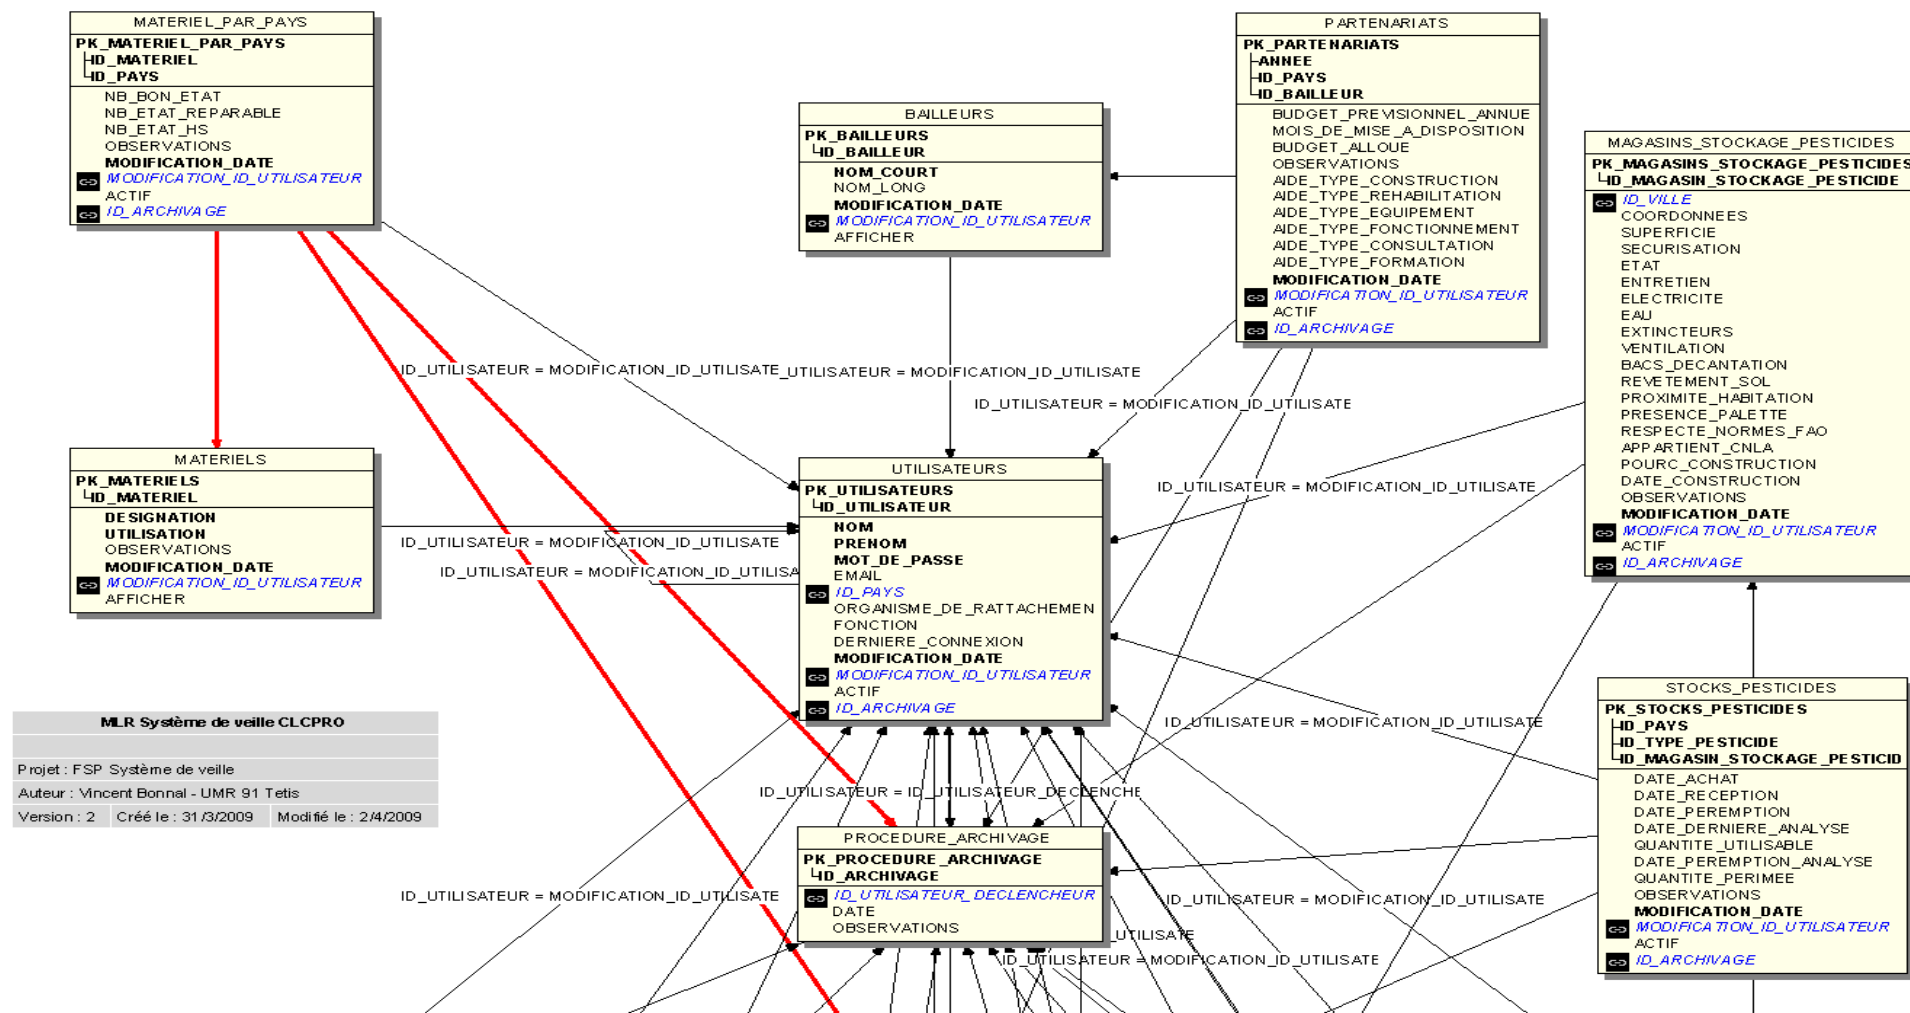 MATERIEL_PAR_PAYS
PK_MATERIEL_PAR_PAYS
ID_MATERIEL
ID_PAYS
NB_BON_ETAT
NB_ETAT_REPARABLE
NB_ETAT_HS
OBSERVATIONS
MODIFICATION_DATE
MODIFICATION_ID_UTILISATEUR
ACTIF
ID_ARCHIVAGE
BAILLEURS
PK_BAILLEURS
ID_BAILLEUR
NOM_COURT
NOM_LONG
MODIFICATION_DATE
MODIFICATION_ID_UTILISATEUR
AFFICHER
PARTENARIATS
PK_PARTENARIATS
ANNEE
ID_PAYS
ID_BAILLEUR
BUDGET_PREVISIONNEL_ANNUE
MOIS_DE_MISE_A_DISPOSITION
BUDGET_ALLOUE
OBSERVATIONS
AIDE_TYPE_CONSTRUCTION
AIDE_TYPE_REHABILITATION
AIDE_TYPE_EQUIPEMENT
AIDE_TYPE_FONCTIONNEMENT
AIDE_TYPE_CONSULTATION
AIDE_TYPE_FORMATION
MODIFICATION_DATE
MODIFICATION_ID_UTILISATEUR
ACTIF
ID_ARCHIVAGE
MAGASINS_STOCKAGE_PESTICIDES
PK_MAGASINS_STOCKAGE_PESTICIDES
ID_MAGASIN_STOCKAGE_PESTICIDE
ID_VILLE
COORDONNEES
SUPERFICIE
SECURISATION
ETAT
ENTRETIEN
ELECTRICITE
EAU
EXTINCTEURS
VENTILATION
BACS_DECANTATION
REVETEMENT_SOL
PROXIMITE_HABITATION
PRESENCE_PALETTE
RESPECTE_NORMES_FAO
APPARTIENT_CNLA
POURC_CONSTRUCTION
DATE_CONSTRUCTION
OBSERVATIONS
MODIFICATION_DATE
MODIFICATION_ID_UTILISATEUR
ACTIF
ID_ARCHIVAGE
ID_UTILISATEUR = MODIFICATION_ID_UTILISATE
_UTILISATEUR = MODIFICATION_ID_UTILISATE
ID_UTILISATEUR = MODIFICATION_ID_UTILISATE
ID_UTILISATEUR = MODIFICATION_ID_UTILISATE
MATERIELS
PK_MATERIELS
ID_MATERIEL
DESIGNATION
UTILISATION
OBSERVATIONS
MODIFICATION_DATE
MODIFICATION_ID_UTILISATEUR
AFFICHER
ID_UTILISATEUR = MODIFICATION_ID_UTILISATE
ID_UTILISATEUR = MODIFICATION_ID_UTILISA
UTILISATEURS
PK_UTILISATEURS
ID_UTILISATEUR
NOM
PRENOM
MOT_DE_PASSE
EMAIL
ID_PAYS
ORGANISME_DE_RATTACHEMEN
FONCTION
DERNIERE_CONNEXION
MODIFICATION_DATE
MODIFICATION_ID_UTILISATEUR
ACTIF
ID_ARCHIVAGE
ID_UTILISATEUR = MODIFICATION_ID_UTILISATE
STOCKS_PESTICIDES
PK_STOCKS_PESTICIDES
ID_PAYS
ID_TYPE_PESTICIDE
ID_MAGASIN_STOCKAGE_PESTICID
DATE_ACHAT
DATE_RECEPTION
DATE_PEREMPTION
DATE_DERNIERE_ANALYSE
QUANTITE_UTILISABLE
DATE_PEREMPTION_ANALYSE
QUANTITE_PERIMEE
OBSERVATIONS
MODIFICATION_DATE
MODIFICATION_ID_UTILISATEUR
ACTIF
ID_ARCHIVAGE
MLR Système de veille CLCPRO
Projet : FSP Système de veille
Auteur : Vincent Bonnal - UMR 91 Tetis
Version : 2 Créé le : 31/3/2009 Modifié le : 2/4/2009
ID_UTILISATEUR = ID_UTILISATEUR_DECLENCHE
PROCEDURE_ARCHIVAGE
PK_PROCEDURE_ARCHIVAGE
ID_ARCHIVAGE
ID_UTILISATEUR_DECLENCHEUR
DATE
OBSERVATIONS
ID_UTILISATEUR = MODIFICATION_ID_UTILISATE
ID_UTILISATEUR = MODIFICATION_ID_UTILISATE
_UTILISATE
ID_UTILISATEUR = MODIFICATION_ID_UTILISATE